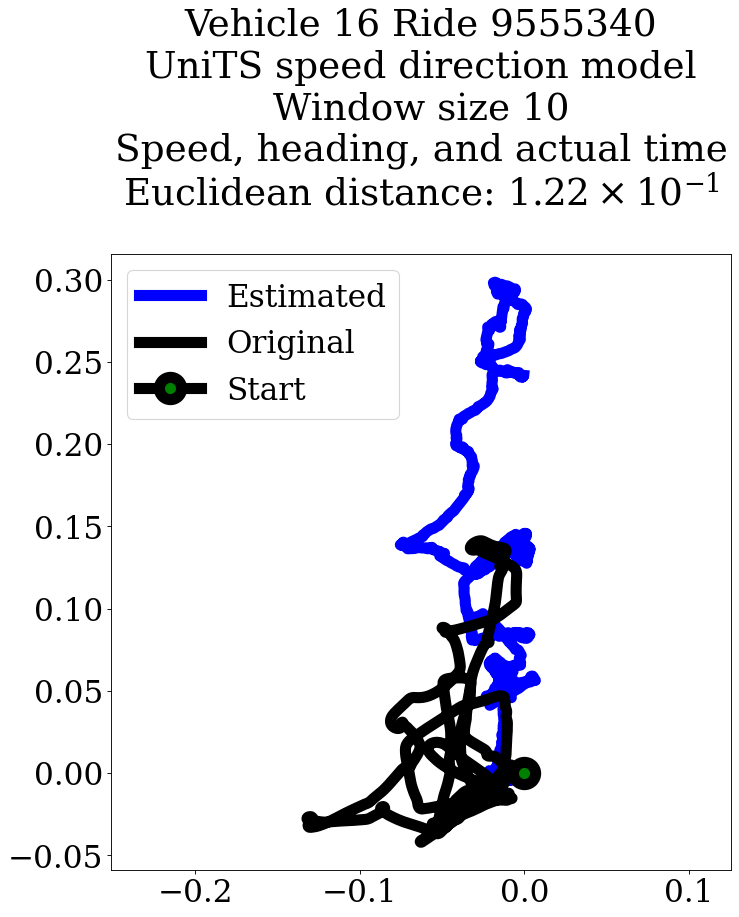 Vehicle 16 Ride 9555340
UniTS speed direction model
Window size 10
Speed, heading, and actual time
Euclidean distance: 1.22 × 10⁻¹
0.30
0.25
0.20
0.15
0.10
0.05
0.00
−0.05
Estimated
Original
Start
−0.2
−0.1
0.0
0.1